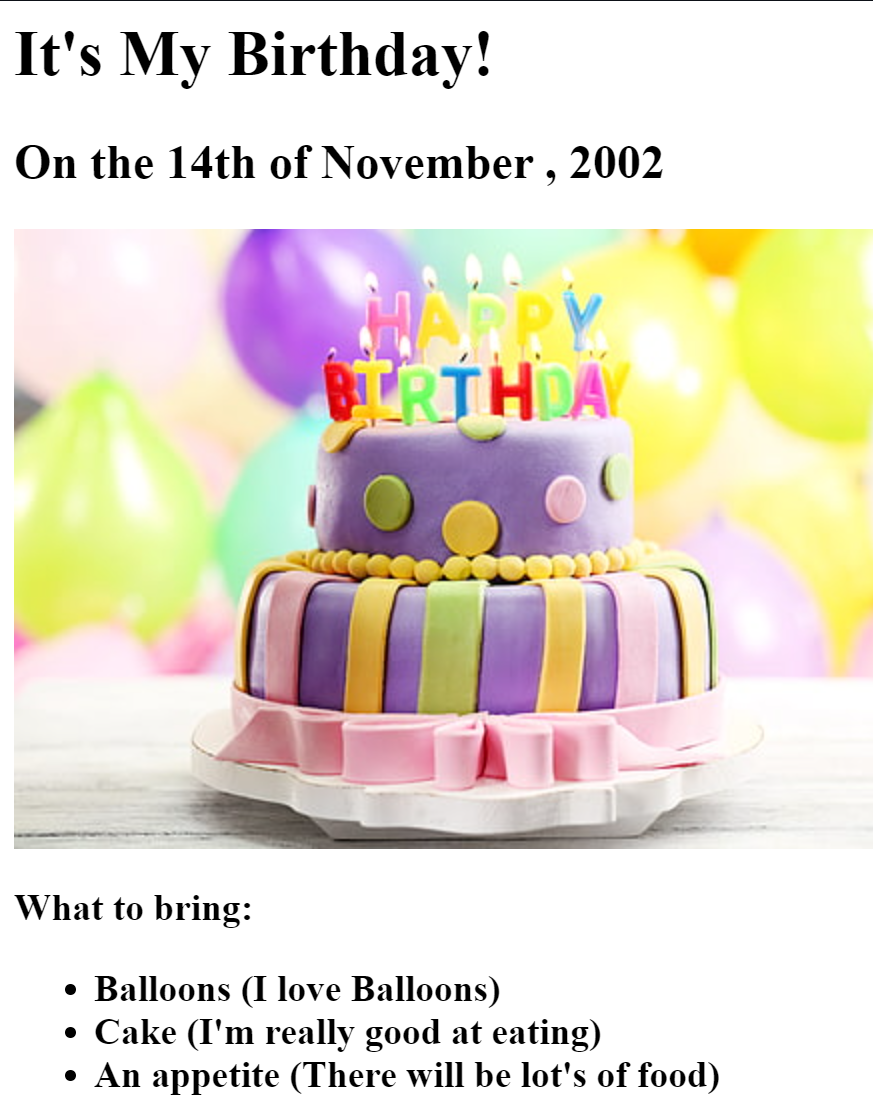 It's My Birthday!
On the 14th of November , 2002
HAPPY
BIRTHDAY
What to bring:
• Balloons (I love Balloons)
• Cake (I'm really good at eating)
• An appetite (There will be lot's of food)